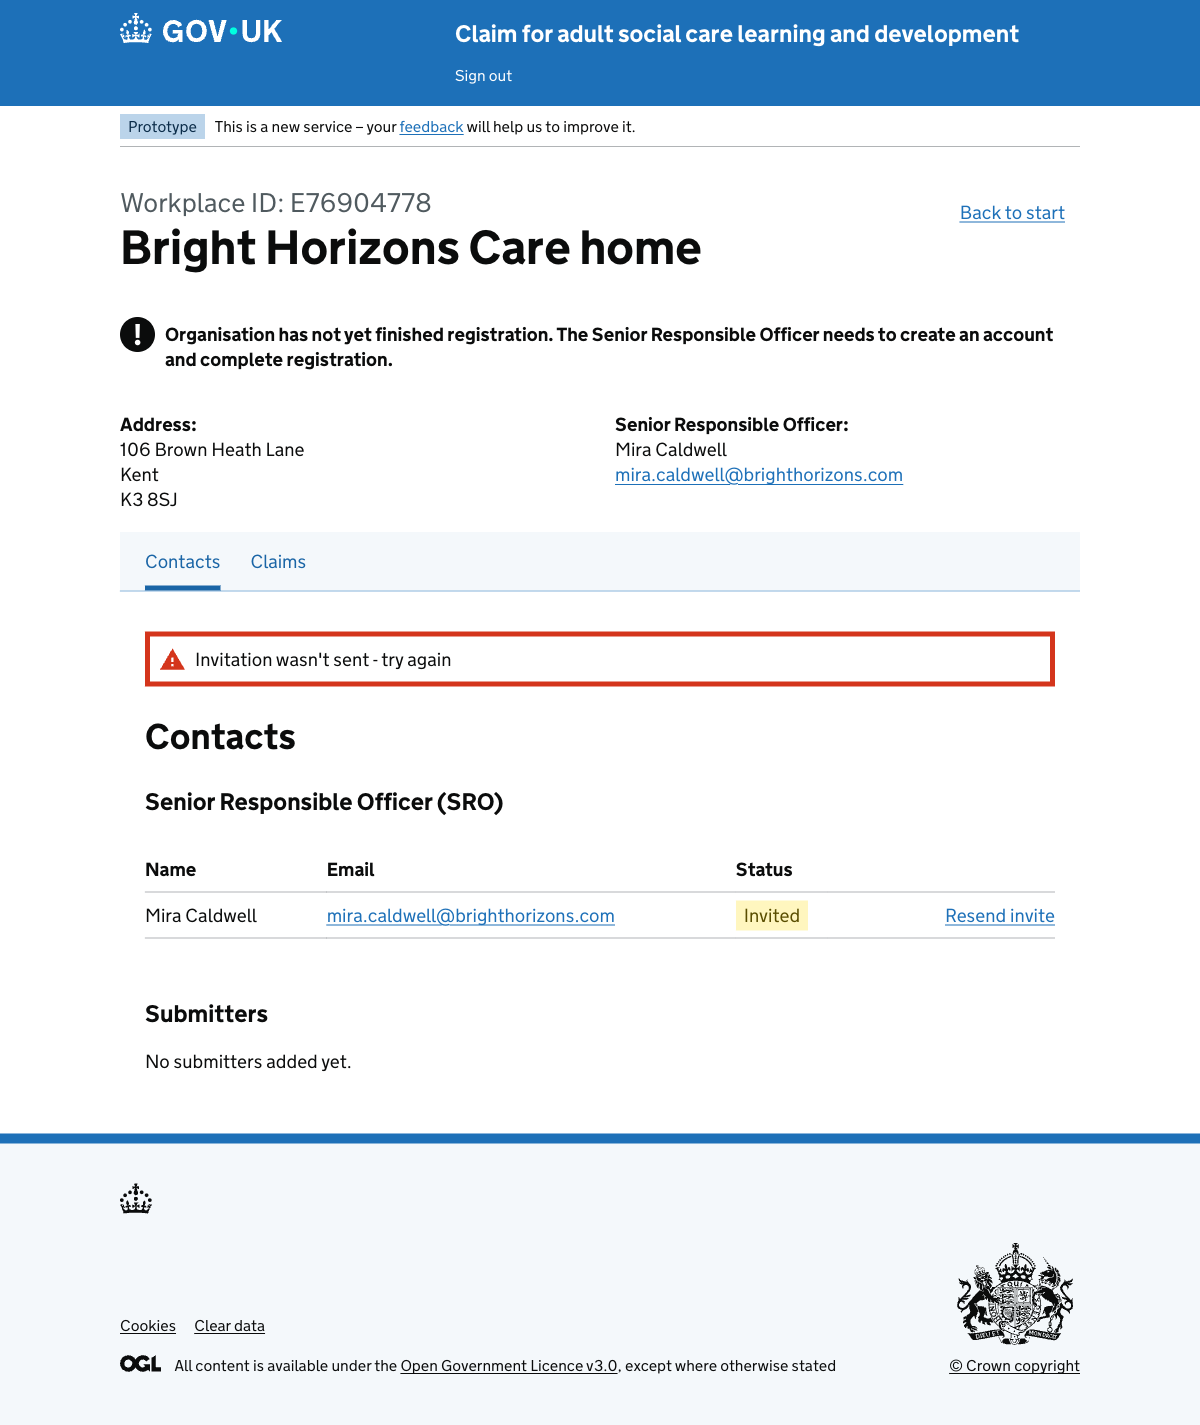 GOV·UK
Claim for adult social care learning and development
Sign out
Prototype This is a new service – your feedback will help us to improve it.
Workplace ID: E76904778
Back to start
Bright Horizons Care home
! Organisation has not yet finished registration. The Senior Responsible Officer needs to create an account
and complete registration.
Address:
106 Brown Heath Lane
Kent
K3 8SJ
Senior Responsible Officer:
Mira Caldwell
mira.caldwell@brighthorizons.com
Contacts Claims
Invitation wasn't sent - try again
Contacts
Senior Responsible Officer (SRO)
Name Email Status
Mira Caldwell mira.caldwell@brighthorizons.com Invited Resend invite
Submitters
No submitters added yet.
Cookies Clear data
OGL All content is available under the Open Government Licence v3.0, except where otherwise stated
© Crown copyright